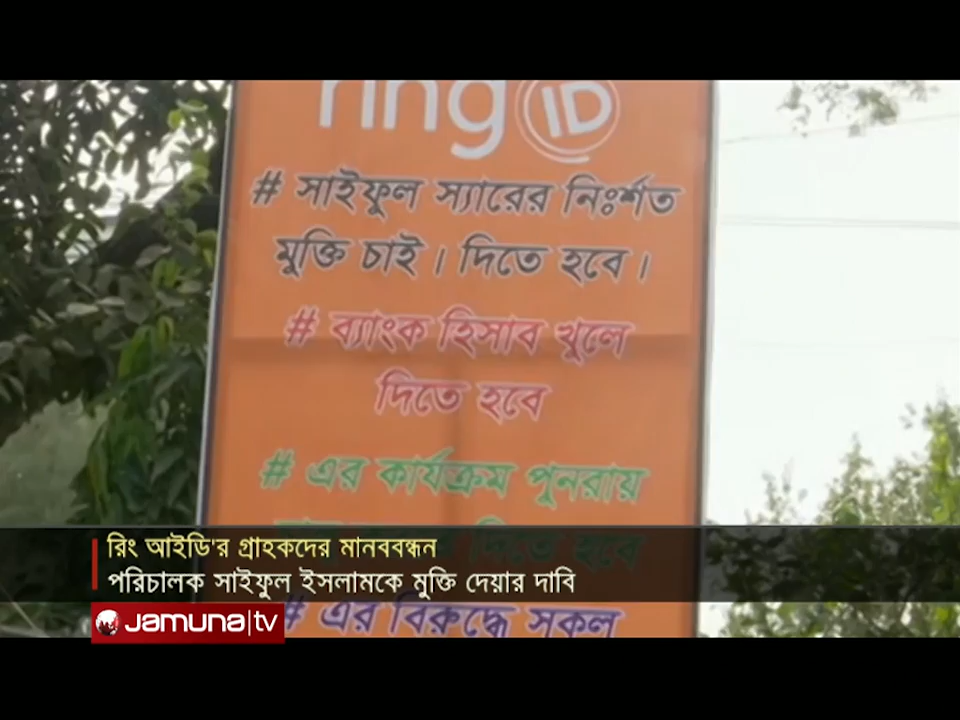 ring ID
# সাইফুল স্যারের নিঃর্শত
মুক্তি চাই। দিতে হবে।
# ব্যাংক হিসাব খুলে
দিতে হবে
# এর কার্যক্রম পুনরায়
দিতে হবে
রিং আইডি'র গ্রাহকদের মানববন্ধন
পরিচালক সাইফুল ইসলামকে মুক্তি দেয়ার দাবি
# এর বিরুদ্ধে সকল
Jamuna|tv